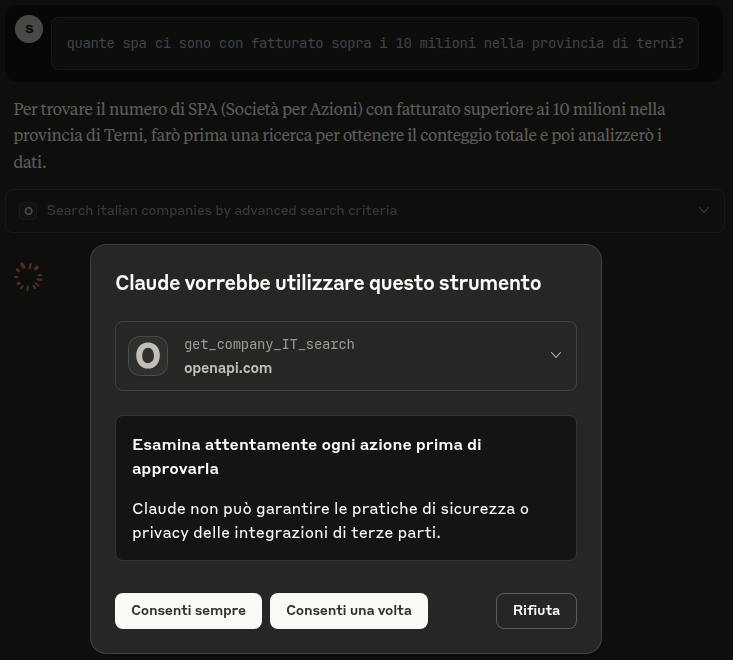 S
quante spa ci sono con fatturato sopra i 10 milioni nella provincia di terni?
Per trovare il numero di SPA (Società per Azioni) con fatturato superiore ai 10 milioni nella
provincia di Terni, farò prima una ricerca per ottenere il conteggio totale e poi analizzerò i
dati.
O Search italian companies by advanced search criteria
Claude vorrebbe utilizzare questo strumento
O
get_company_IT_search
openapi.com
Esamina attentamente ogni azione prima di
approvarla
Claude non può garantire le pratiche di sicurezza o
privacy delle integrazioni di terze parti.
Consenti sempre Consenti una volta Rifiuta